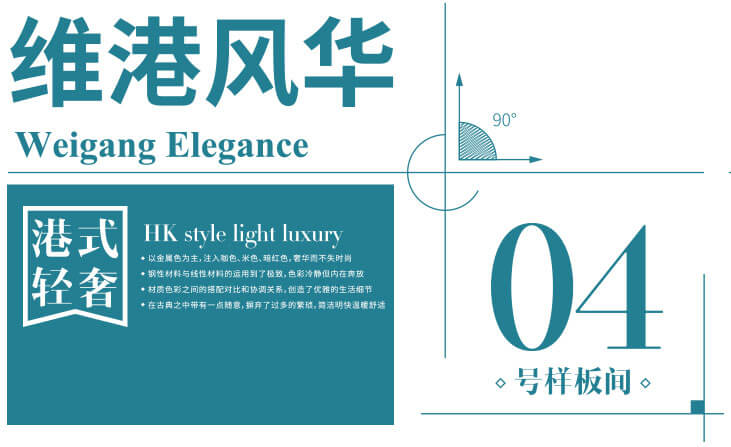 维港风华
Weigang Elegance
90°
港式
轻奢
HK style light luxury
以金属色为主,注入咖色、米色、暗红色,奢华而不失时尚
钢性材料与线性材料的运用到了极致,色彩冷静但内在奔放
材质色彩之间的搭配对比和协调关系,创造了优雅的生活细节
在古典之中带有一点随意,摒弃了过多的繁琐,简洁明快温暖舒适
04
号样板间